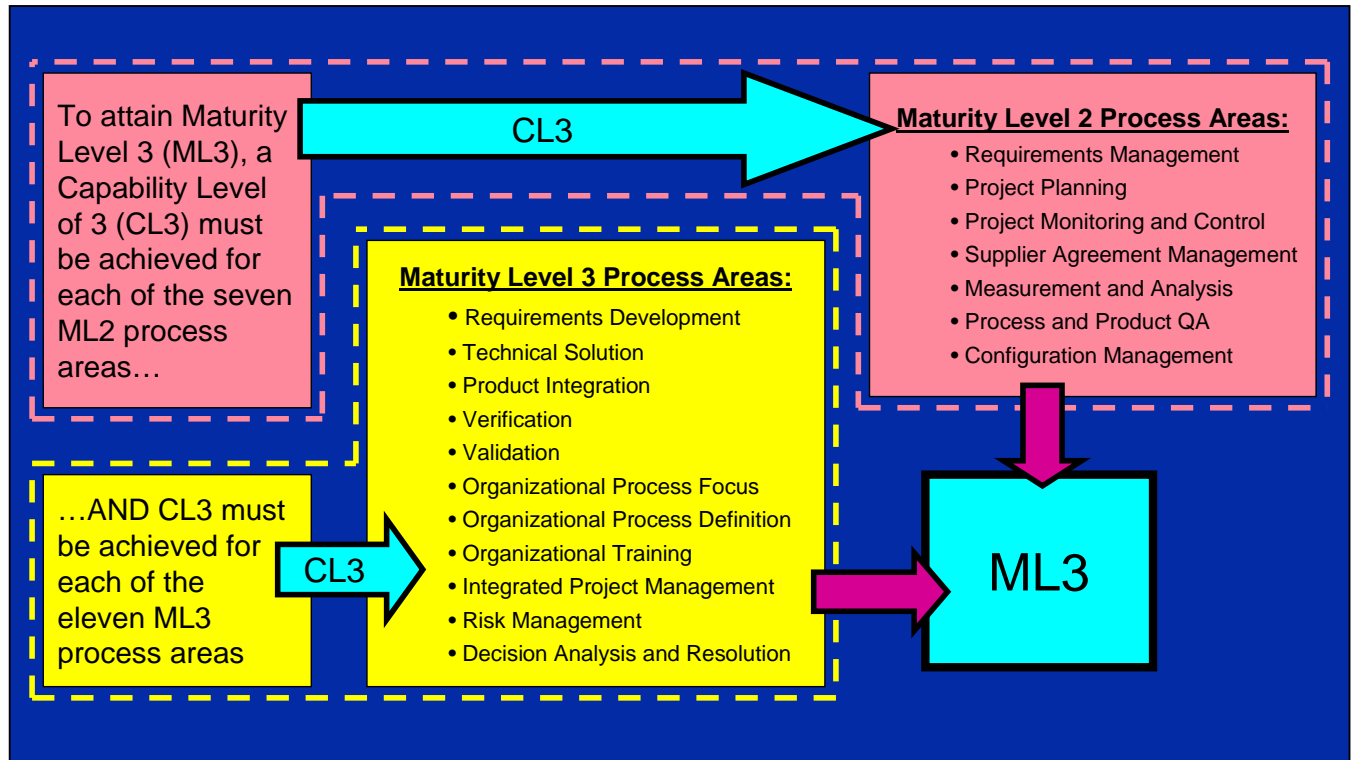 To attain Maturity
Level 3 (ML3), a
Capability Level
of 3 (CL3) must
be achieved for
each of the seven
ML2 process
areas…
CL3
Maturity Level 2 Process Areas:
• Requirements Management
• Project Planning
• Project Monitoring and Control
• Supplier Agreement Management
• Measurement and Analysis
• Process and Product QA
• Configuration Management
…AND CL3 must
be achieved for
each of the
eleven ML3
process areas
CL3
Maturity Level 3 Process Areas:
• Requirements Development
• Technical Solution
• Product Integration
• Verification
• Validation
• Organizational Process Focus
• Organizational Process Definition
• Organizational Training
• Integrated Project Management
• Risk Management
• Decision Analysis and Resolution
ML3